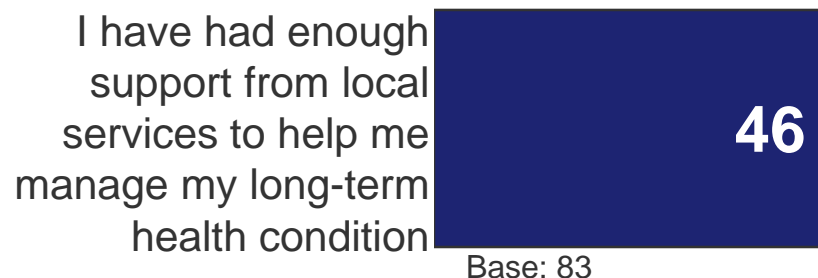 I have had enough
support from local
services to help me
manage my long-term
health condition
46
Base: 83